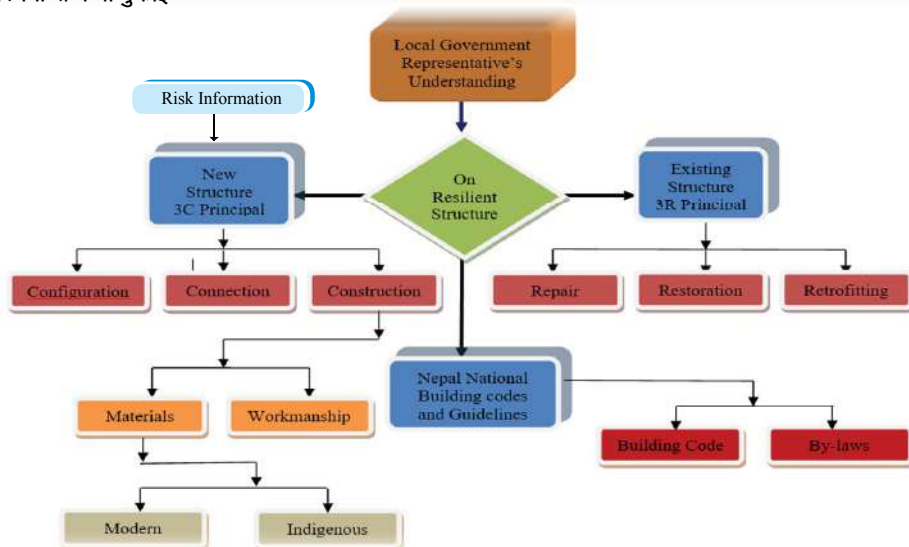 Local Government
Representative's
Understanding
Risk Information
New
Structure
3C Principal
On
Resilient
Structure
Existing
Structure
3R Principal
Configuration
Connection
Construction
Repair
Restoration
Retrofitting
Nepal National
Building codes
and Guidelines
Materials
Workmanship
Building Code
By-laws
Modern
Indigenous